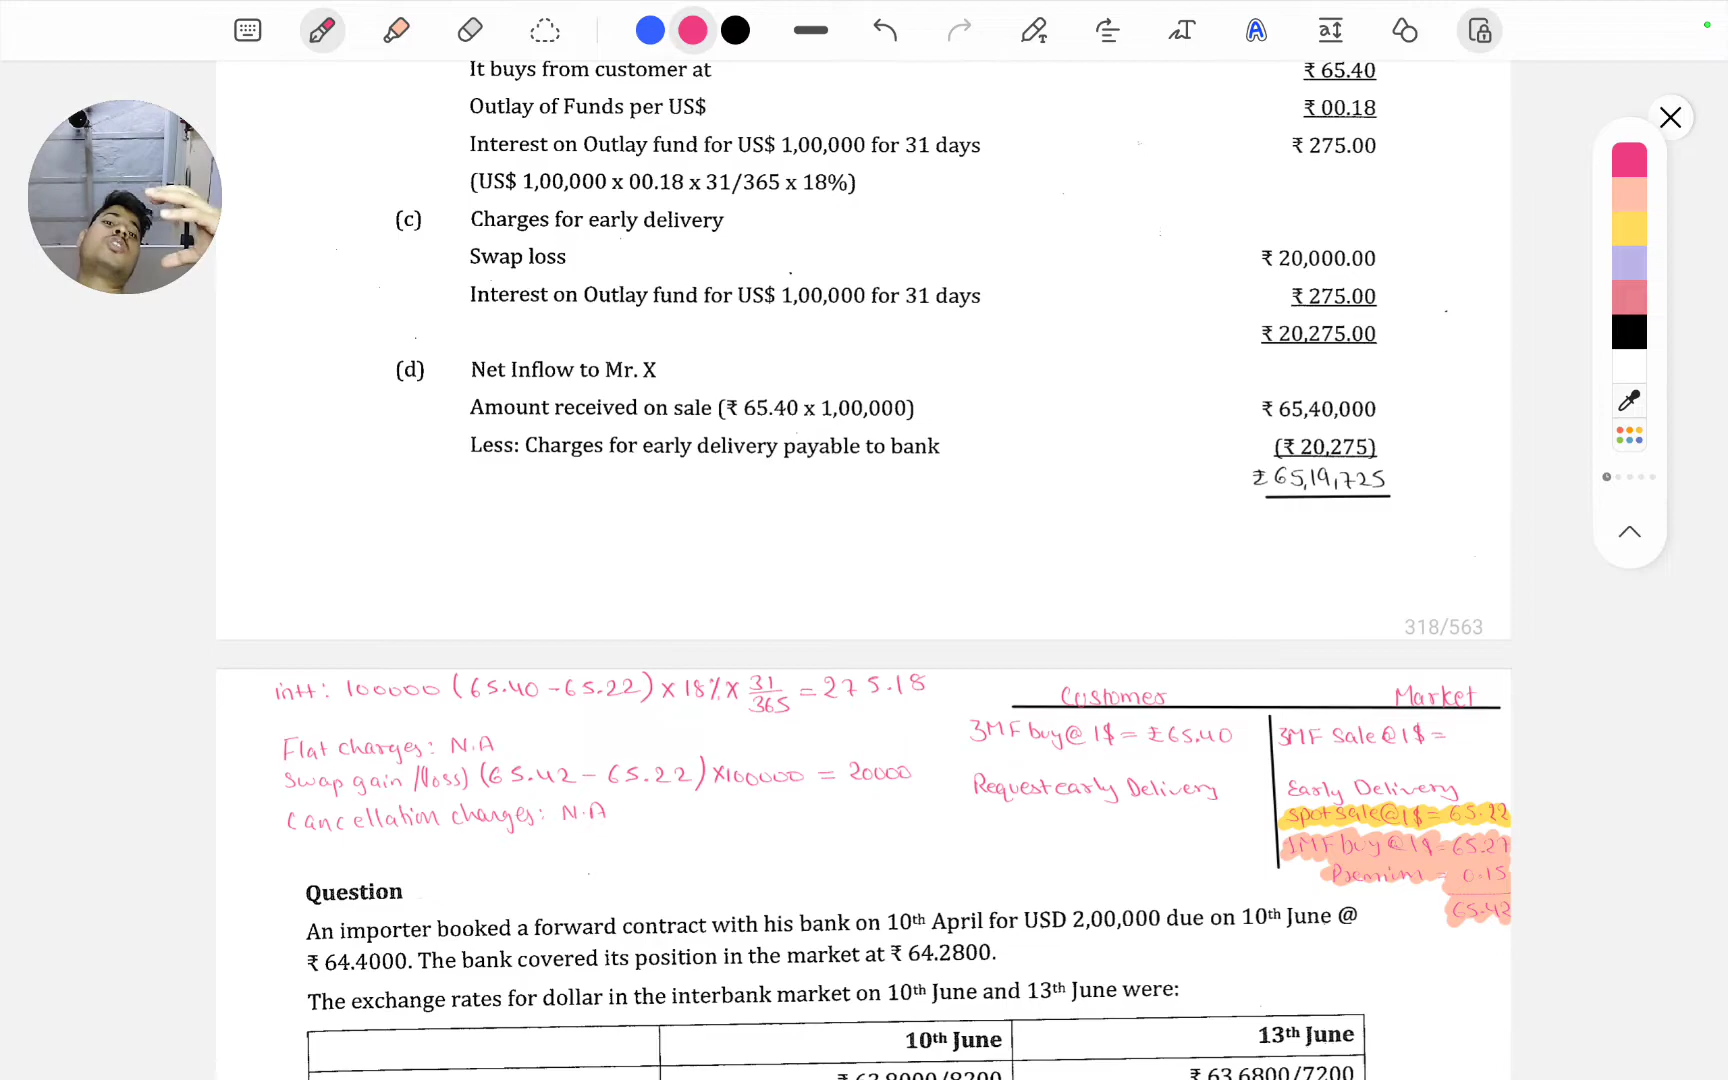 It buys from customer at ₹ 65.40
Outlay of Funds per US$ ₹ 00.18
Interest on Outlay fund for US$ 1,00,000 for 31 days ₹ 275.00
(US$ 1,00,000 x 00.18 x 31/365 x 18%)
(c) Charges for early delivery
Swap loss ₹ 20,000.00
Interest on Outlay fund for US$ 1,00,000 for 31 days ₹ 275.00
₹ 20,275.00
(d) Net Inflow to Mr. X
Amount received on sale (₹ 65.40 x 1,00,000) ₹ 65,40,000
Less: Charges for early delivery payable to bank (₹ 20,275)
₹ 65,19,725
318/563
intt: 100000 (65.40 - 65.22) x 18% x 31/365 = 275.18
Flat charges: N.A
Swap gain /(loss) (65.42 - 65.22) x 100000 = 20000
Cancellation charges: N.A
Customer Market
3MF buy @ 1$ = ₹65.40 3MF Sale @ 1$ =
Request early Delivery Early Delivery
spot sale @ 1$ = 65.22
1MF buy @ 1$ = 65.27
Premium = 0.15
65.42
Question
An importer booked a forward contract with his bank on 10th April for USD 2,00,000 due on 10th June @
₹ 64.4000. The bank covered its position in the market at ₹ 64.2800.
The exchange rates for dollar in the interbank market on 10th June and 13th June were:
10th June 13th June
₹ 63.8000/8200 ₹ 63.6800/7200